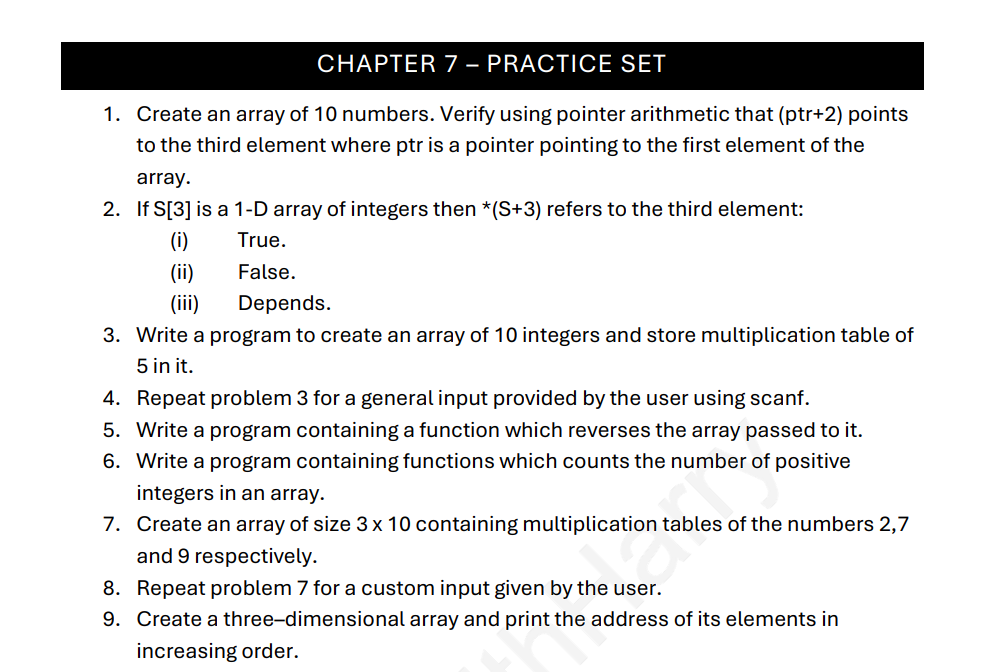 CHAPTER 7 – PRACTICE SET
1. Create an array of 10 numbers. Verify using pointer arithmetic that (ptr+2) points
to the third element where ptr is a pointer pointing to the first element of the
array.
2. If S[3] is a 1-D array of integers then *(S+3) refers to the third element:
(i) True.
(ii) False.
(iii) Depends.
3. Write a program to create an array of 10 integers and store multiplication table of
5 in it.
4. Repeat problem 3 for a general input provided by the user using scanf.
5. Write a program containing a function which reverses the array passed to it.
6. Write a program containing functions which counts the number of positive
integers in an array.
7. Create an array of size 3 x 10 containing multiplication tables of the numbers 2,7
and 9 respectively.
8. Repeat problem 7 for a custom input given by the user.
9. Create a three–dimensional array and print the address of its elements in
increasing order.
ithHarry